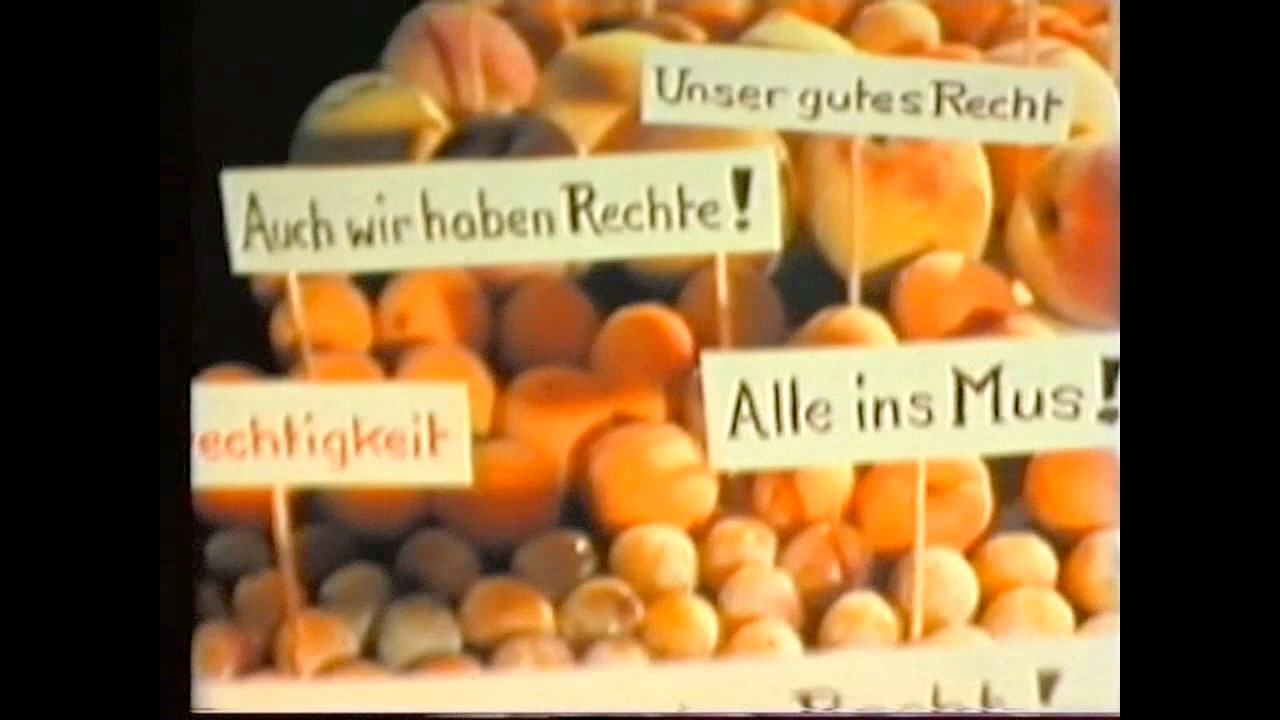 Unser gutes Recht
Auch wir haben Rechte!
Alle ins Mus!
echtigkeit